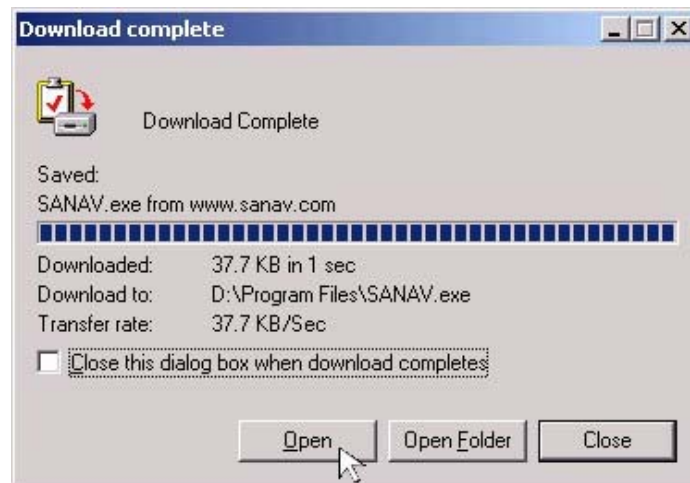 Download complete
Download Complete
Saved:
SANAV.exe from www.sanav.com
Downloaded: 37.7 KB in 1 sec
Download to: D:\Program Files\SANAV.exe
Transfer rate: 37.7 KB/Sec
Close this dialog box when download completes
Open Open Folder Close